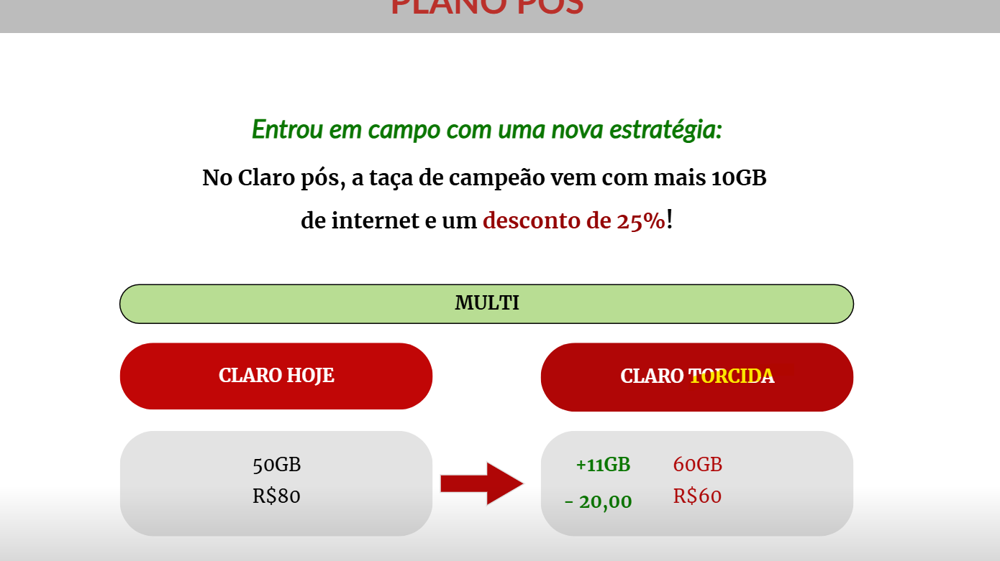 PLANO PÓS
Entrou em campo com uma nova estratégia:
No Claro pós, a taça de campeão vem com mais 10GB
de internet e um desconto de 25%!
MULTI
CLARO HOJE
CLARO TORCIDA
50GB
R$80
+11GB
- 20,00
60GB
R$60